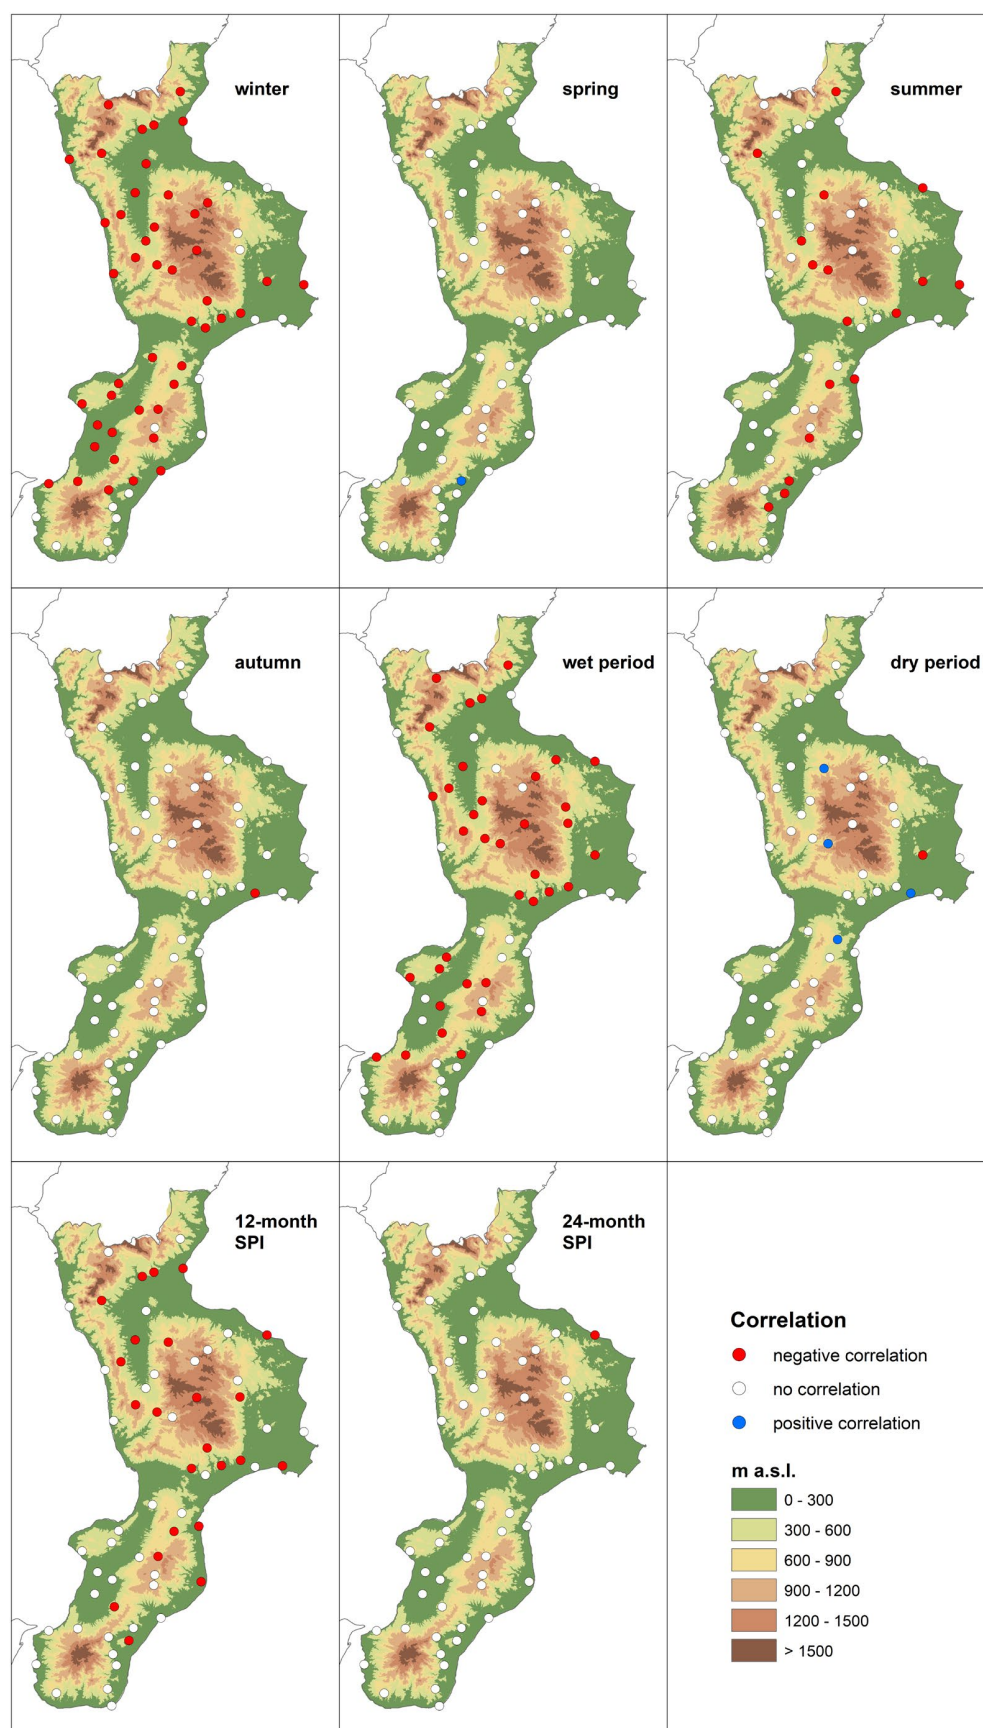 winter
spring
summer
autumn
wet period
dry period
12-month
SPI
24-month
SPI
Correlation
negative correlation
no correlation
positive correlation
m a.s.l.
0 - 300
300 - 600
600 - 900
900 - 1200
1200 - 1500
> 1500